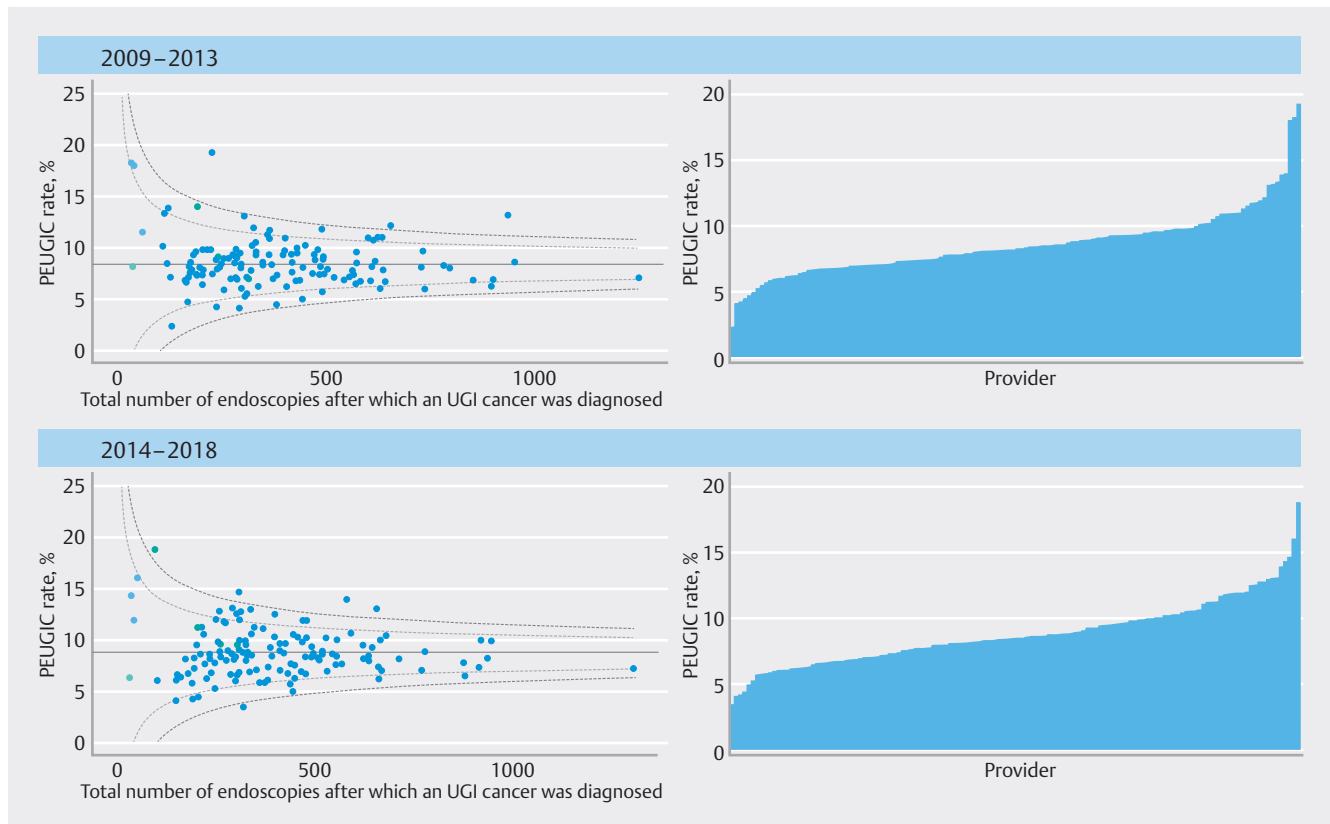 2009–2013
PEUGIC rate, %
25
20
15
10
5
0
0 500 1000
Total number of endoscopies after which an UGI cancer was diagnosed
PEUGIC rate, %
20
15
10
5
0
Provider
2014–2018
PEUGIC rate, %
25
20
15
10
5
0
0 500 1000
Total number of endoscopies after which an UGI cancer was diagnosed
PEUGIC rate, %
20
15
10
5
0
Provider